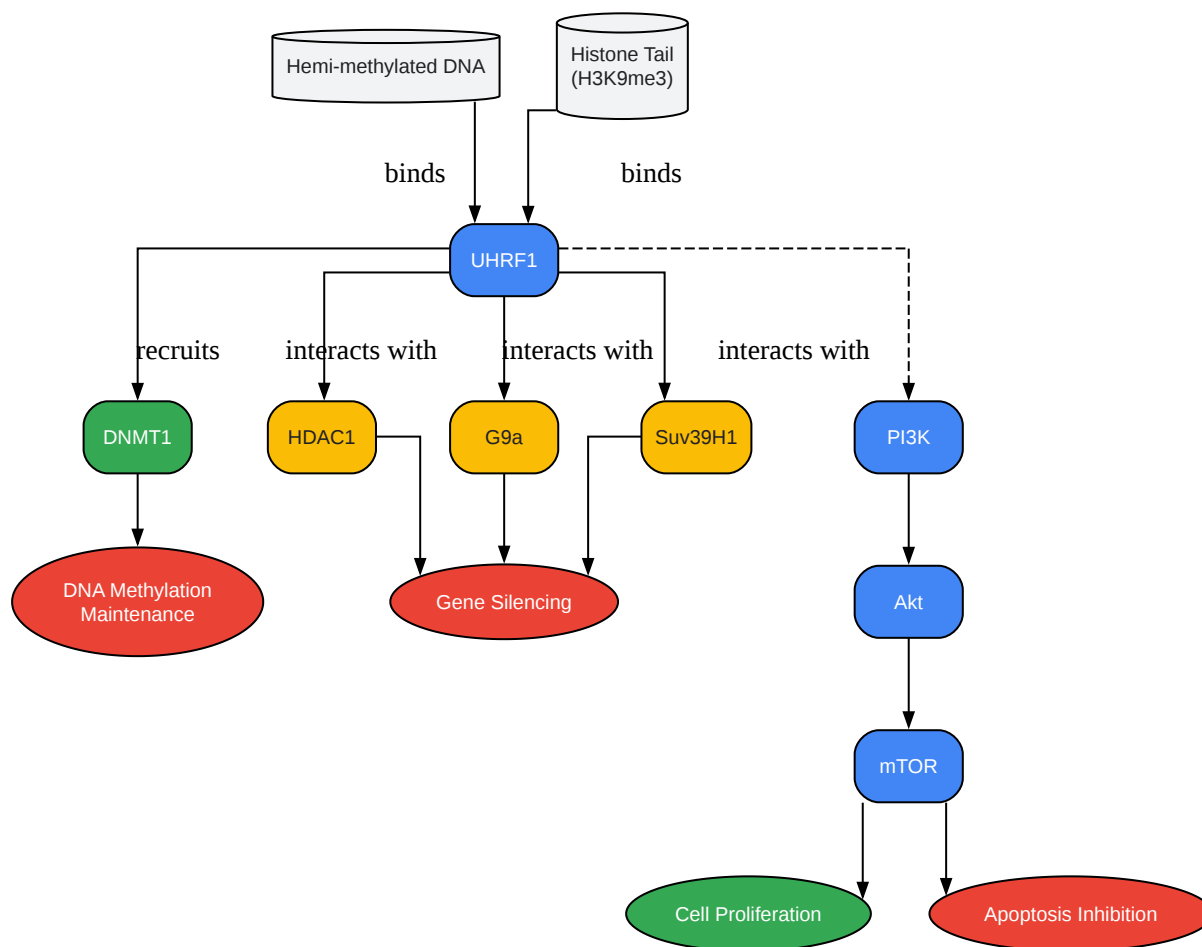 Hemi-methylated DNA
Histone Tail
(H3K9me3)
binds
binds
UHRF1
recruits
interacts with
interacts with
interacts with
DNMT1
HDAC1
G9a
Suv39H1
PI3K
DNA Methylation
Maintenance
Gene Silencing
Akt
mTOR
Cell Proliferation
Apoptosis Inhibition